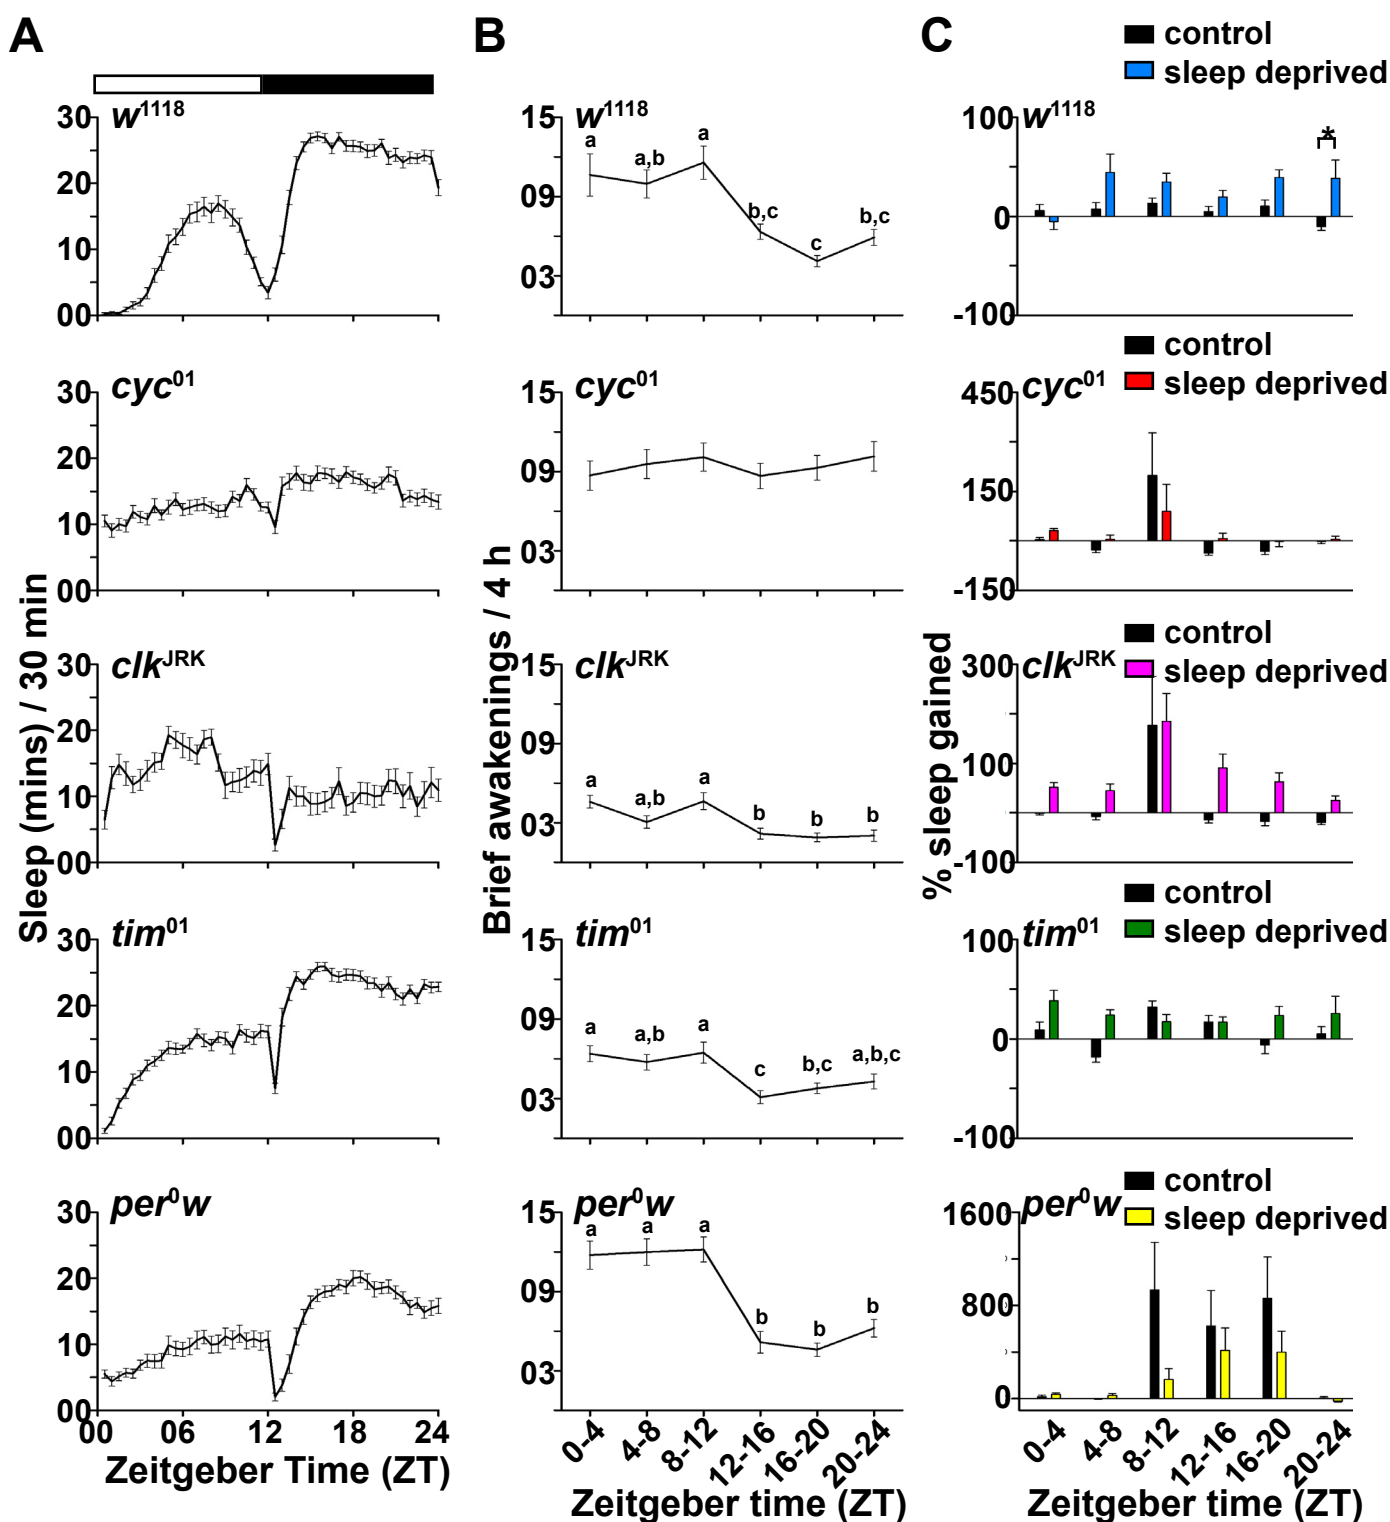 A
B
C
control
sleep deprived
w1118
30
20
10
00
w1118
15
09
03
a
a,b
a
b,c
c
b,c
w1118
100
0
-100
*
control
sleep deprived
cyc01
30
20
10
00
cyc01
15
09
03
cyc01
450
150
-150
control
sleep deprived
clkJRK
30
20
10
00
clkJRK
15
09
03
a
a,b
a
b
b
b
clkJRK
300
100
-100
control
sleep deprived
tim01
30
20
10
00
tim01
15
09
03
a
a,b
a
c
b,c
a,b,c
tim01
100
0
-100
control
sleep deprived
per0w
30
20
10
00
per0w
15
09
03
a
a
a
b
b
b
per0w
1600
800
0
Sleep (mins) / 30 min
Brief awakenings / 4 h
% sleep gained
00 06 12 18 24
Zeitgeber Time (ZT)
0-4 4-8 8-12 12-16 16-20 20-24
Zeitgeber time (ZT)
0-4 4-8 8-12 12-16 16-20 20-24
Zeitgeber time (ZT)